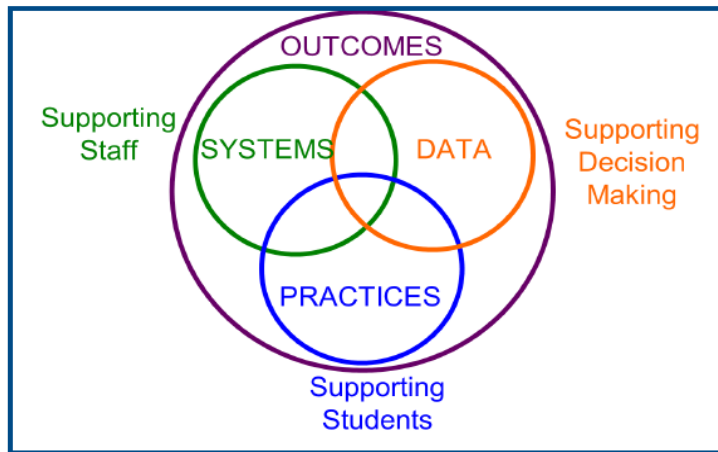 OUTCOMES
Supporting
Staff
SYSTEMS
DATA
Supporting
Decision
Making
PRACTICES
Supporting
Students